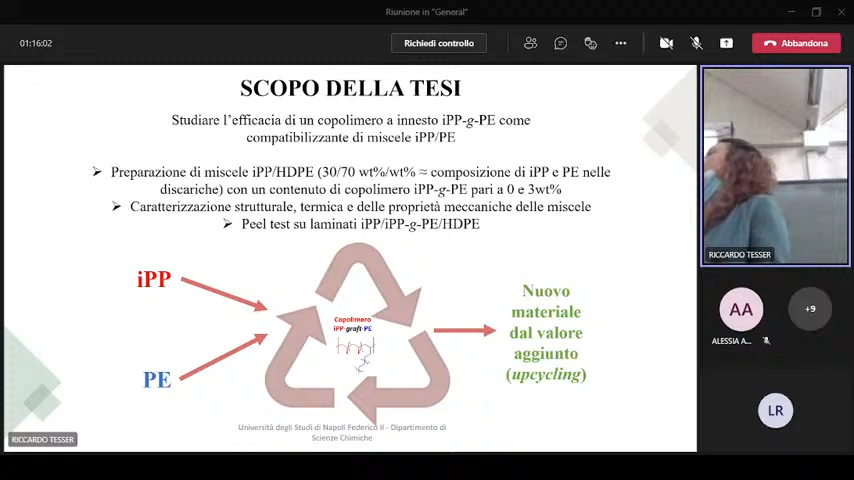 Riunione in "General"
01:16:02
Richiedi controllo
Abbandona
SCOPO DELLA TESI
Studiare l'efficacia di un copolimero a innesto iPP-g-PE come
compatibilizzante di miscele iPP/PE
Preparazione di miscele iPP/HDPE (30/70 wt%/wt% ≈ composizione di iPP e PE nelle
discariche) con un contenuto di copolimero iPP-g-PE pari a 0 e 3wt%
Caratterizzazione strutturale, termica e delle proprietà meccaniche delle miscele
Peel test su laminati iPP/iPP-g-PE/HDPE
iPP
PE
Copolimero
iPP-graft-PE
Nuovo
materiale
dal valore
aggiunto
(upcycling)
Università degli Studi di Napoli Federico II - Dipartimento di
Scienze Chimiche
RICCARDO TESSER
RICCARDO TESSER
AA
ALESSIA A...
+9
LR